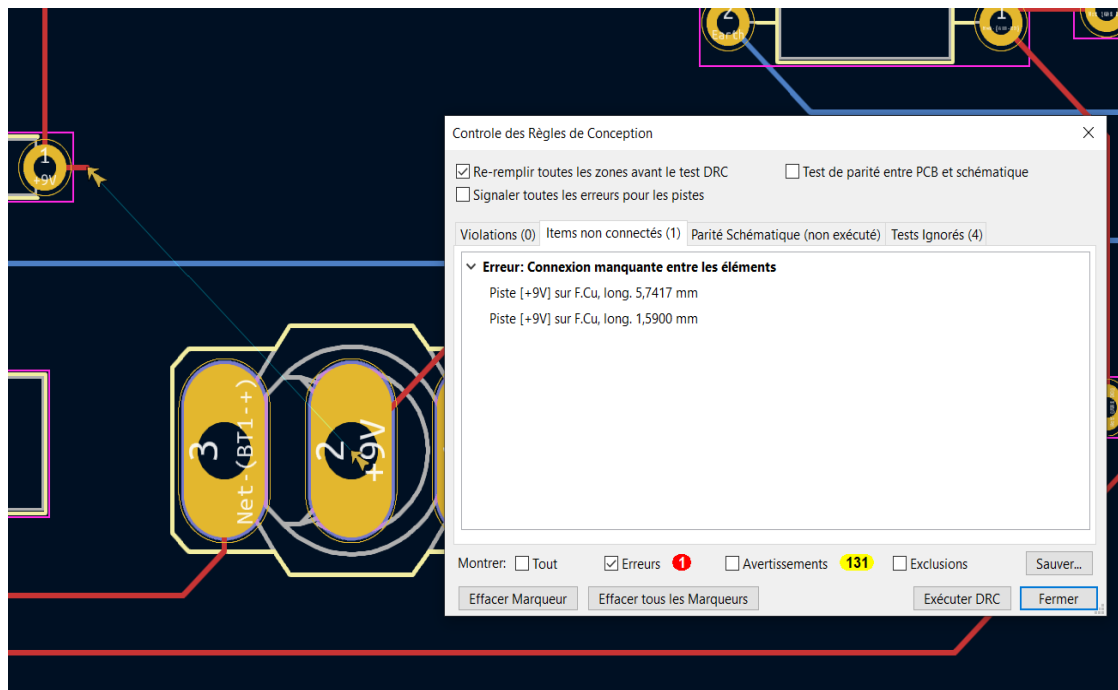 2
Earth
1
1
+9V
3
Net-(BT1-+)
2
+9V
Controle des Règles de Conception
Re-remplir toutes les zones avant le test DRC
Test de parité entre PCB et schématique
Signaler toutes les erreurs pour les pistes
Violations (0)
Items non connectés (1)
Parité Schématique (non exécuté)
Tests Ignorés (4)
Erreur: Connexion manquante entre les éléments
Piste [+9V] sur F.Cu, long. 5,7417 mm
Piste [+9V] sur F.Cu, long. 1,5900 mm
Montrer:
Tout
Erreurs
1
Avertissements
131
Exclusions
Sauver...
Effacer Marqueur
Effacer tous les Marqueurs
Exécuter DRC
Fermer